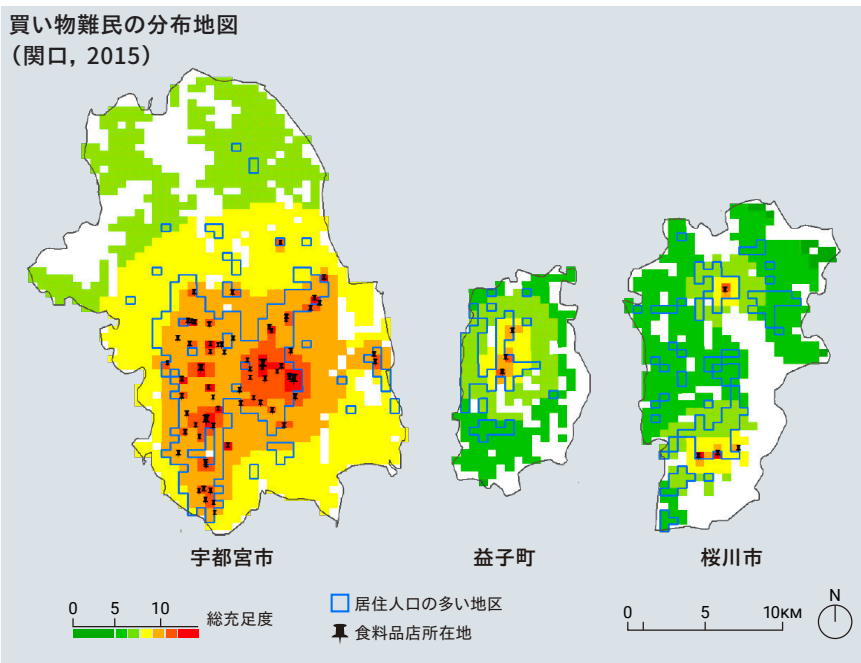 買い物難民の分布地図
（関口, 2015）
宇都宮市
益子町
桜川市
0 5 10 総充足度
居住人口の多い地区
食料品店所在地
0 5 10KM
N